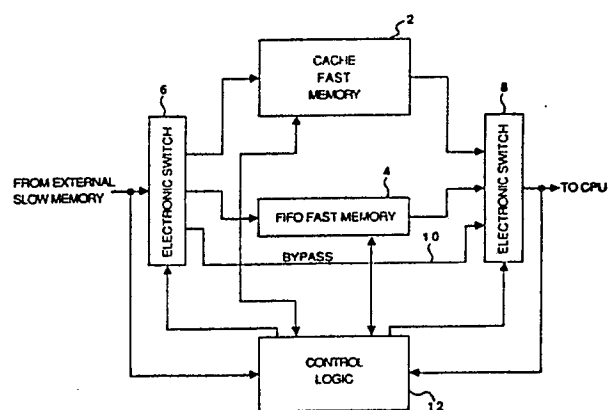 2
CACHE
FAST
MEMORY
6
8
ELECTRONIC SWITCH
ELECTRONIC SWITCH
4
FROM EXTERNAL
SLOW MEMORY
TO CPU
FIFO FAST MEMORY
BYPASS
10
CONTROL
LOGIC
12